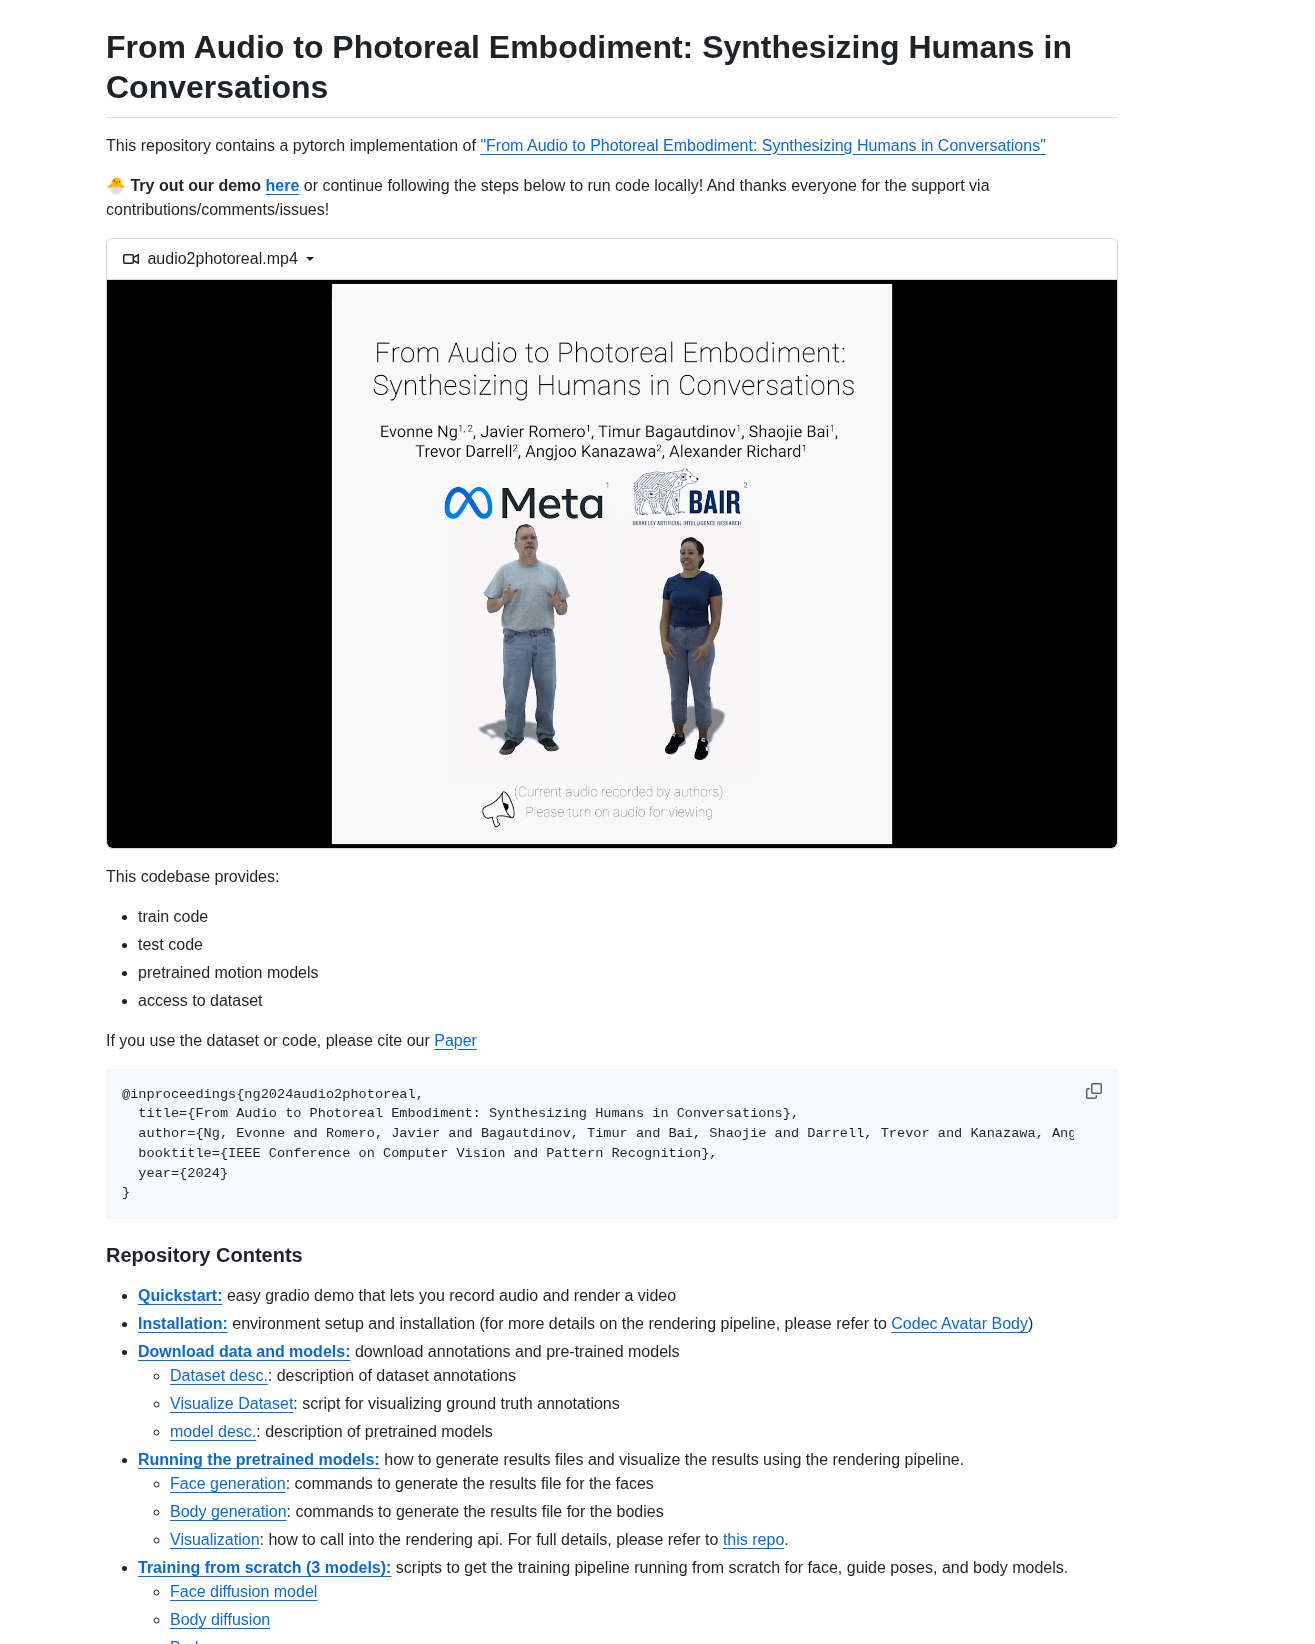 From Audio to Photoreal Embodiment: Synthesizing Humans in
Conversations
This repository contains a pytorch implementation of "From Audio to Photoreal Embodiment: Synthesizing Humans in Conversations"
🐣 Try out our demo here or continue following the steps below to run code locally! And thanks everyone for the support via
contributions/comments/issues!
audio2photoreal.mp4
From Audio to Photoreal Embodiment:
Synthesizing Humans in Conversations
Evonne Ng1, 2, Javier Romero1, Timur Bagautdinov1, Shaojie Bai1,
Trevor Darrell2, Angjoo Kanazawa2, Alexander Richard1
Meta 1
BAIR 2
BERKELEY ARTIFICIAL INTELLIGENCE RESEARCH
(Current audio recorded by authors)
Please turn on audio for viewing
This codebase provides:
• train code
• test code
• pretrained motion models
• access to dataset
If you use the dataset or code, please cite our Paper
@inproceedings{ng2024audio2photoreal,
  title={From Audio to Photoreal Embodiment: Synthesizing Humans in Conversations},
  author={Ng, Evonne and Romero, Javier and Bagautdinov, Timur and Bai, Shaojie and Darrell, Trevor and Kanazawa, Ang
  booktitle={IEEE Conference on Computer Vision and Pattern Recognition},
  year={2024}
}
Repository Contents
• Quickstart: easy gradio demo that lets you record audio and render a video
• Installation: environment setup and installation (for more details on the rendering pipeline, please refer to Codec Avatar Body)
• Download data and models: download annotations and pre-trained models
◦ Dataset desc.: description of dataset annotations
◦ Visualize Dataset: script for visualizing ground truth annotations
◦ model desc.: description of pretrained models
• Running the pretrained models: how to generate results files and visualize the results using the rendering pipeline.
◦ Face generation: commands to generate the results file for the faces
◦ Body generation: commands to generate the results file for the bodies
◦ Visualization: how to call into the rendering api. For full details, please refer to this repo.
• Training from scratch (3 models): scripts to get the training pipeline running from scratch for face, guide poses, and body models.
◦ Face diffusion model
◦ Body diffusion